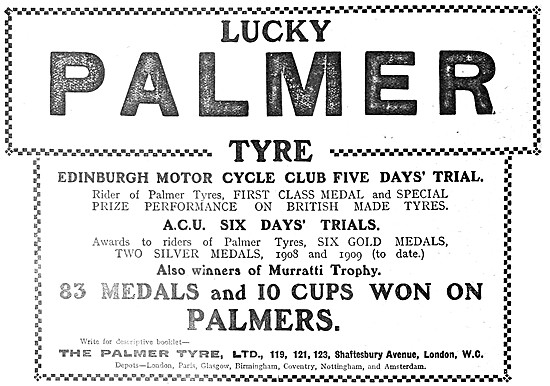 LUCKY
PALMER
TYRE
EDINBURGH MOTOR CYCLE CLUB FIVE DAYS' TRIAL.
Rider of Palmer Tyres, FIRST CLASS MEDAL and SPECIAL
PRIZE PERFORMANCE ON BRITISH MADE TYRES.
A.C.U. SIX DAYS' TRIALS.
Awards to riders of Palmer Tyres, SIX GOLD MEDALS,
TWO SILVER MEDALS, 1908 and 1909 (to date.)
Also winners of Murratti Trophy.
83 MEDALS and 10 CUPS WON ON
PALMERS.
Write for descriptive booklet—
THE PALMER TYRE, LTD., 119, 121, 123, Shaftesbury Avenue, London, W.C.
Depots—London, Paris, Glasgow, Birmingham, Coventry, Nottingham, and Amsterdam.